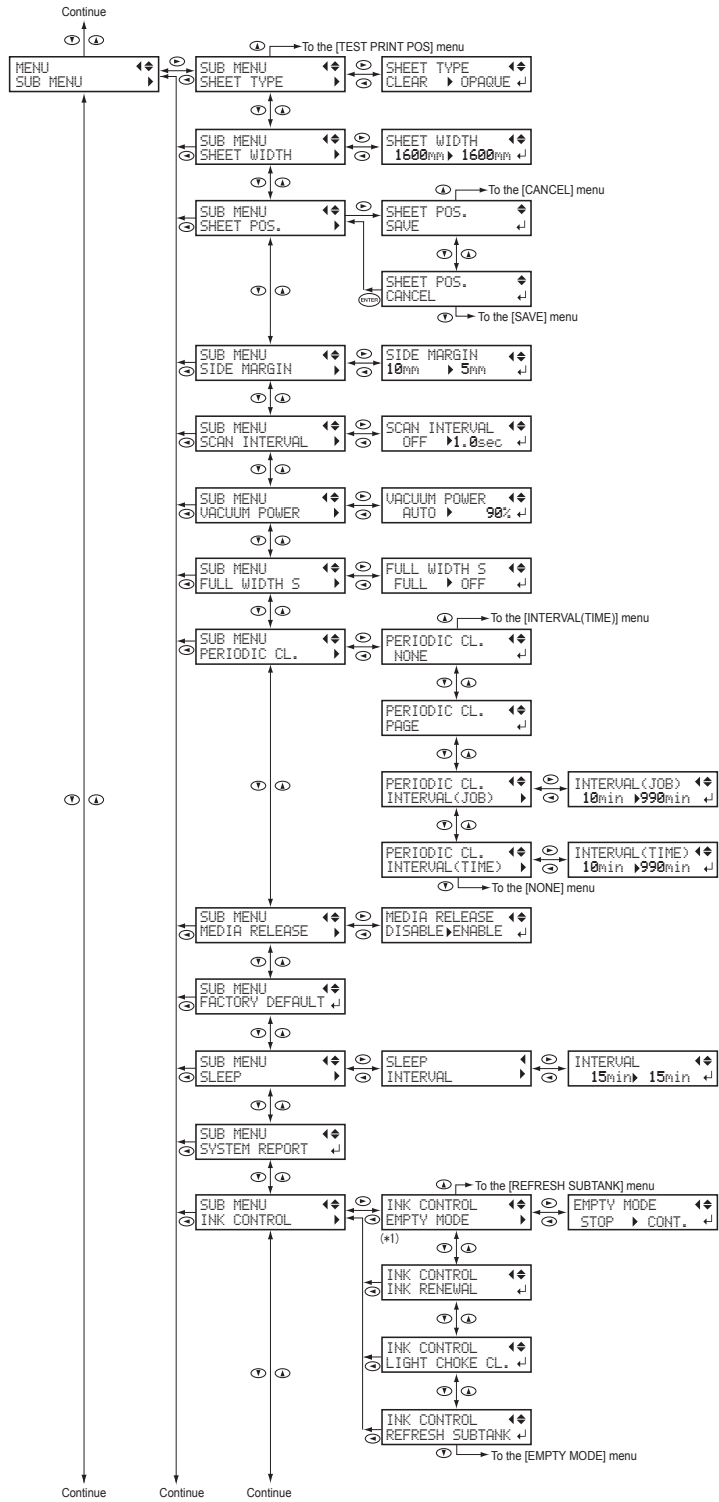 Continue
To the [TEST PRINT POS] menu
MENU
SUB MENU
SUB MENU
SHEET TYPE
SHEET TYPE
CLEAR OPAQUE
SUB MENU
SHEET WIDTH
SHEET WIDTH
1600mm 1600mm
To the [CANCEL] menu
SUB MENU
SHEET POS.
SHEET POS.
SAVE
SHEET POS.
CANCEL
ENTER
To the [SAVE] menu
SUB MENU
SIDE MARGIN
SIDE MARGIN
10mm 5mm
SUB MENU
SCAN INTERVAL
SCAN INTERVAL
OFF 1.0sec
SUB MENU
VACUUM POWER
VACUUM POWER
AUTO 90%
SUB MENU
FULL WIDTH S
FULL WIDTH S
FULL OFF
To the [INTERVAL(TIME)] menu
SUB MENU
PERIODIC CL.
PERIODIC CL.
NONE
PERIODIC CL.
PAGE
PERIODIC CL.
INTERVAL(JOB)
INTERVAL(JOB)
10min 990min
PERIODIC CL.
INTERVAL(TIME)
INTERVAL(TIME)
10min 990min
To the [NONE] menu
SUB MENU
MEDIA RELEASE
MEDIA RELEASE
DISABLE ENABLE
SUB MENU
FACTORY DEFAULT
SUB MENU
SLEEP
SLEEP
INTERVAL
INTERVAL
15min 15min
SUB MENU
SYSTEM REPORT
To the [REFRESH SUBTANK] menu
SUB MENU
INK CONTROL
INK CONTROL
EMPTY MODE
EMPTY MODE
STOP CONT.
(*1)
INK CONTROL
INK RENEWAL
INK CONTROL
LIGHT CHOKE CL.
INK CONTROL
REFRESH SUBTANK
To the [EMPTY MODE] menu
Continue Continue Continue